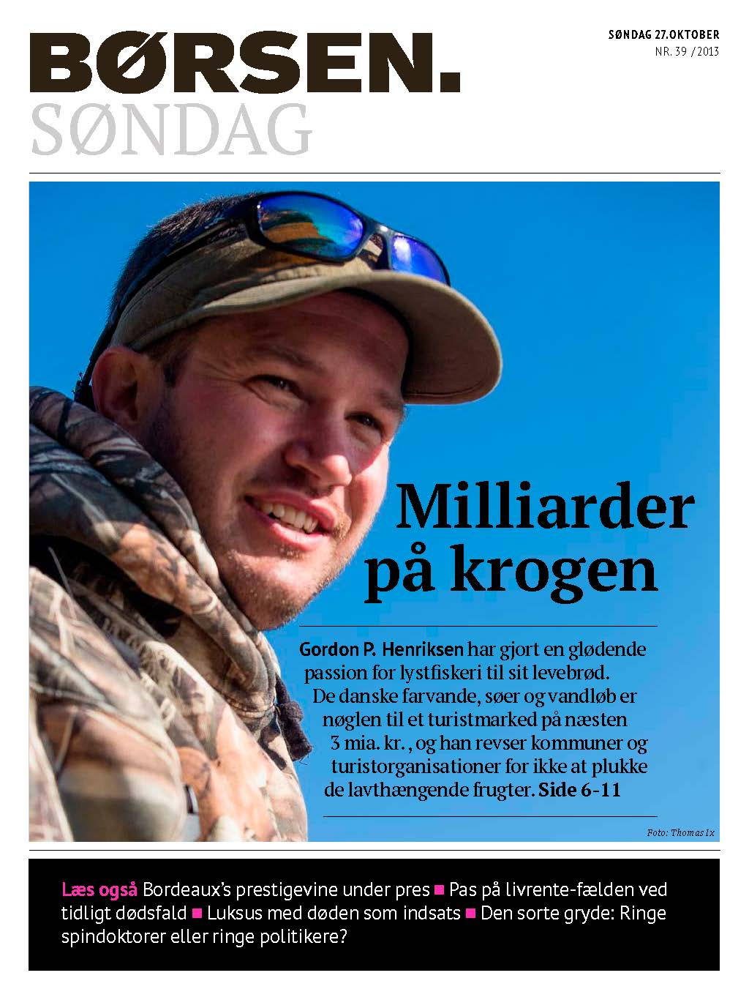 BØRSEN.
SØNDAG
SØNDAG 27.OKTOBER
NR. 39 / 2013
Milliarder
på krogen
Gordon P. Henriksen har gjort en glødende
passion for lystfiskeri til sit levebrød.
De danske farvande, søer og vandløb er
nøglen til et turistmarked på næsten
3 mia. kr., og han revser kommuner og
turistorganisationer for ikke at plukke
de lavthængende frugter. Side 6-11
Foto: Thomas Ix
Læs også Bordeaux's prestigevine under pres ■ Pas på livrente-fælden ved
tidligt dødsfald ■ Luksus med døden som indsats ■ Den sorte gryde: Ringe
spindoktorer eller ringe politikere?